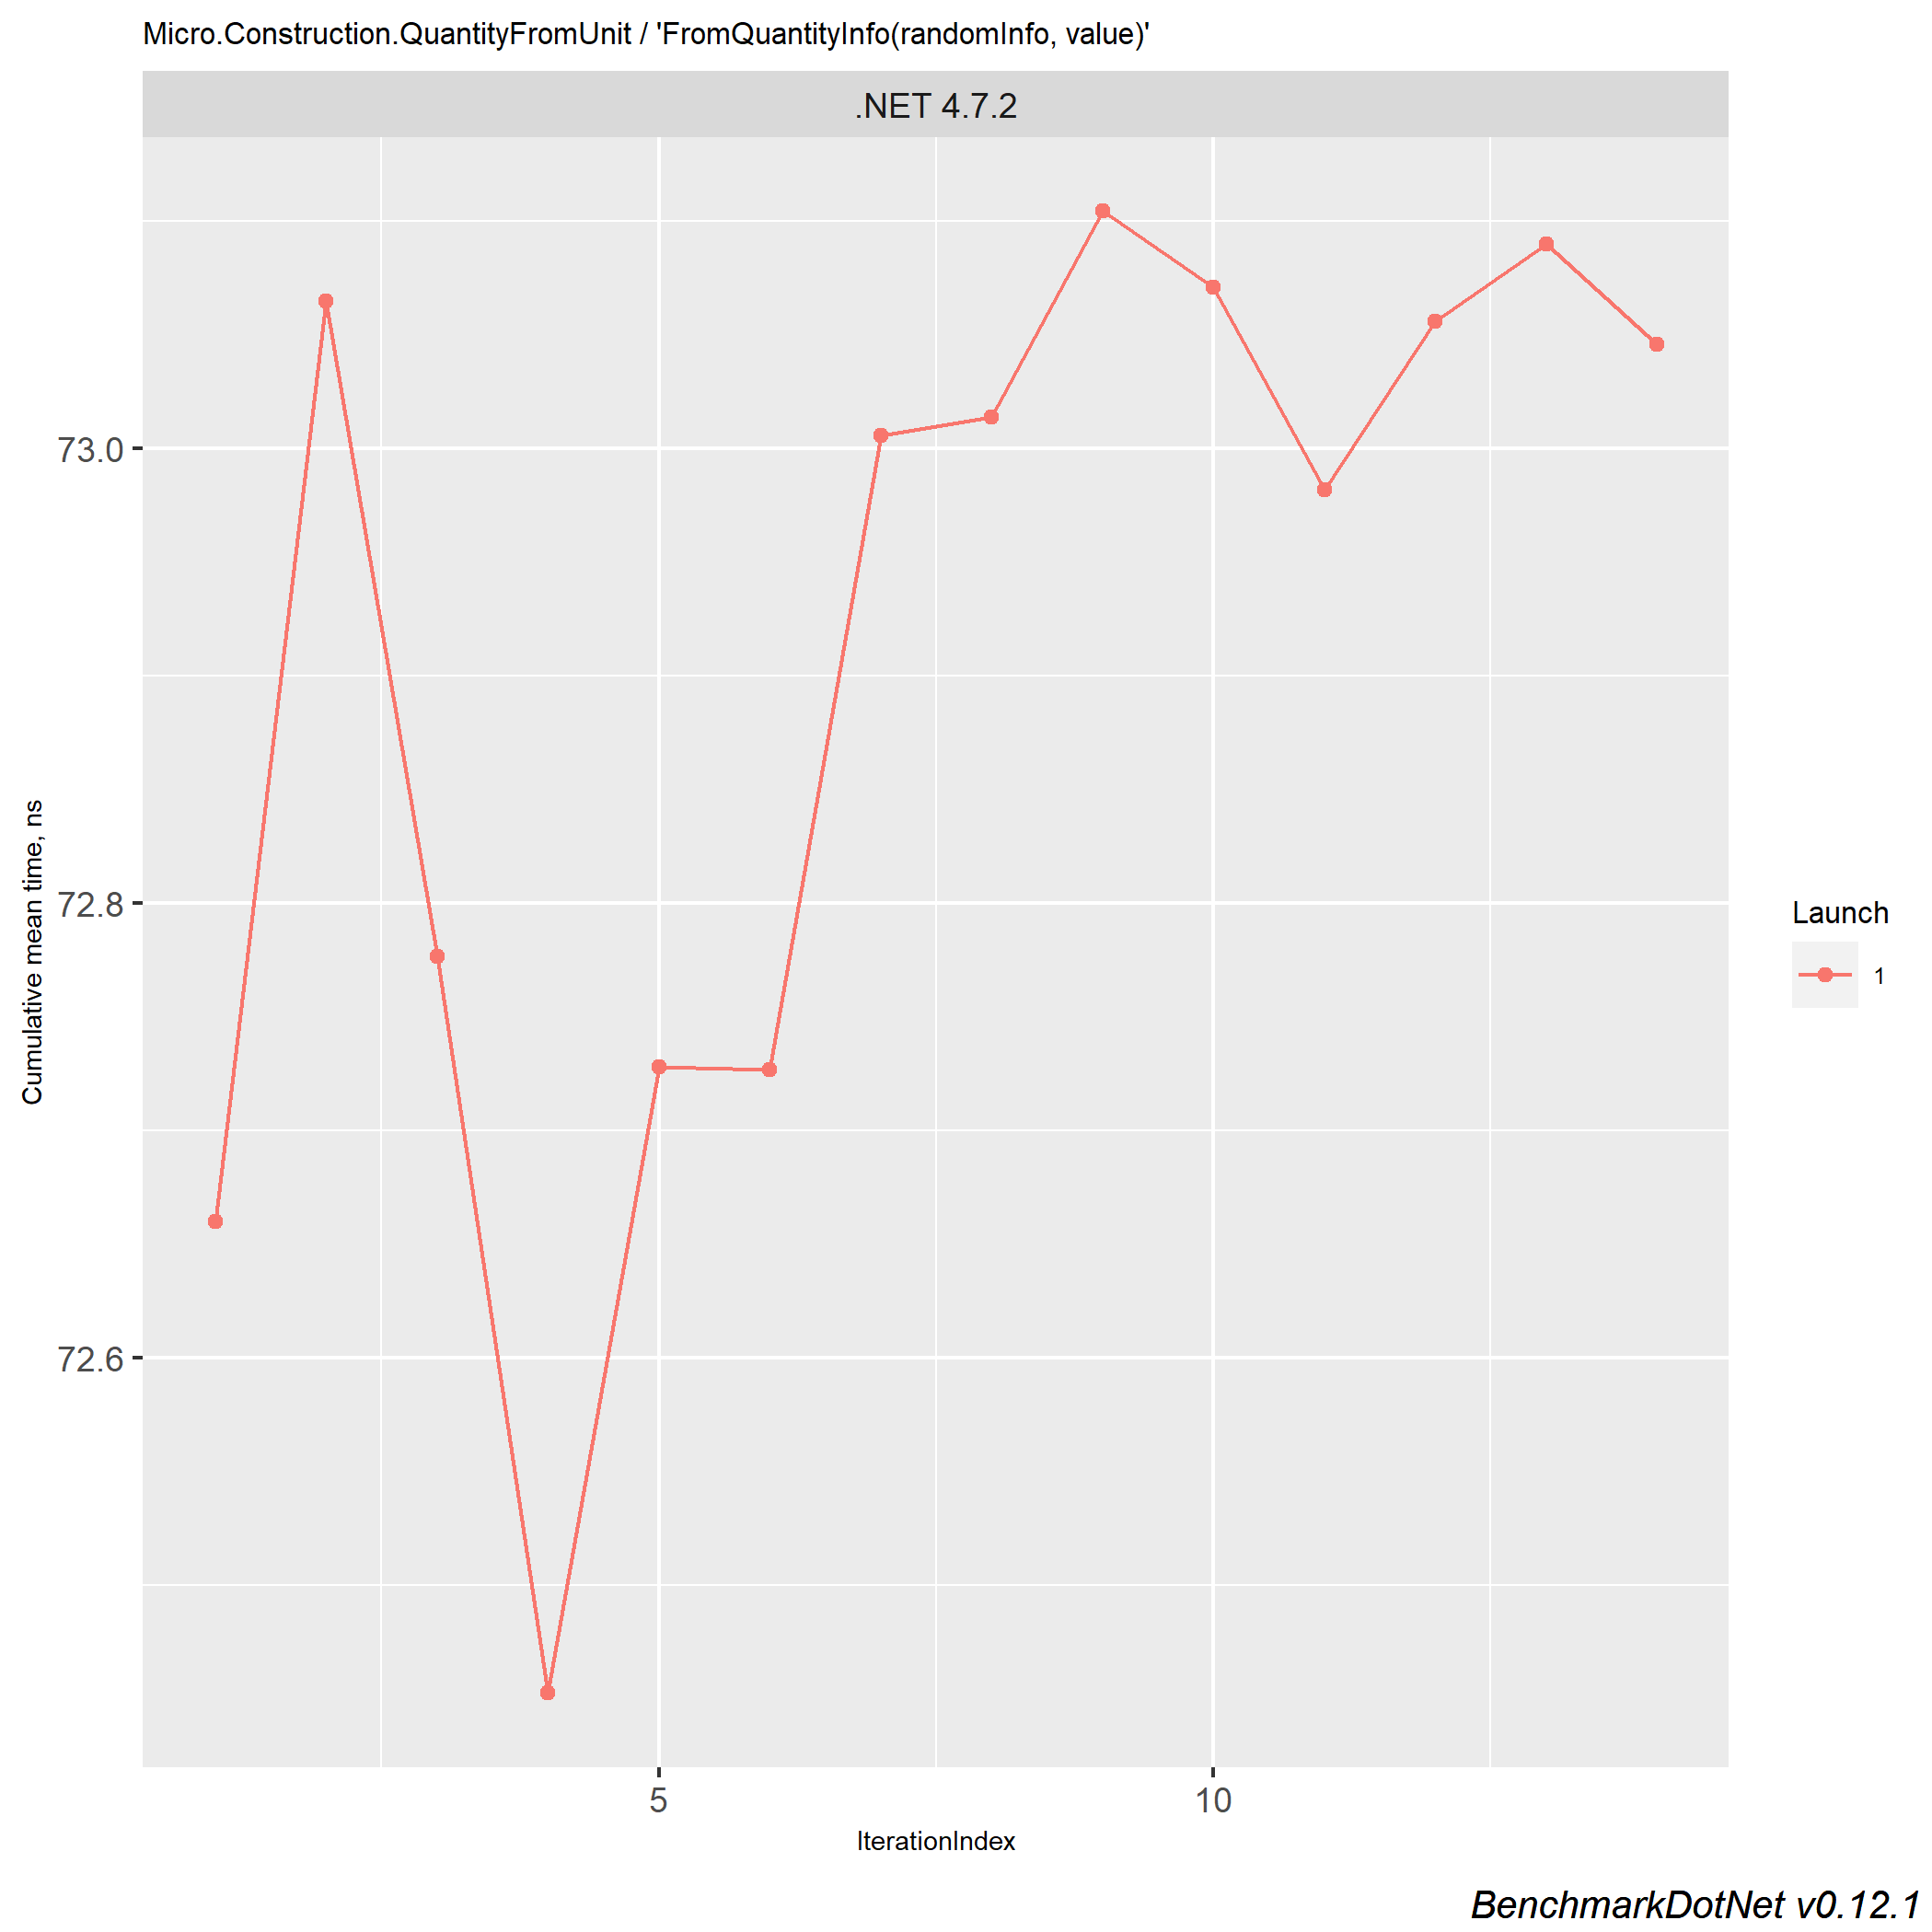 Micro.Construction.QuantityFromUnit / 'FromQuantityInfo(randomInfo, value)'
.NET 4.7.2
73.0
72.8
72.6
Cumulative mean time, ns
5
10
IterationIndex
Launch
1
BenchmarkDotNet v0.12.1